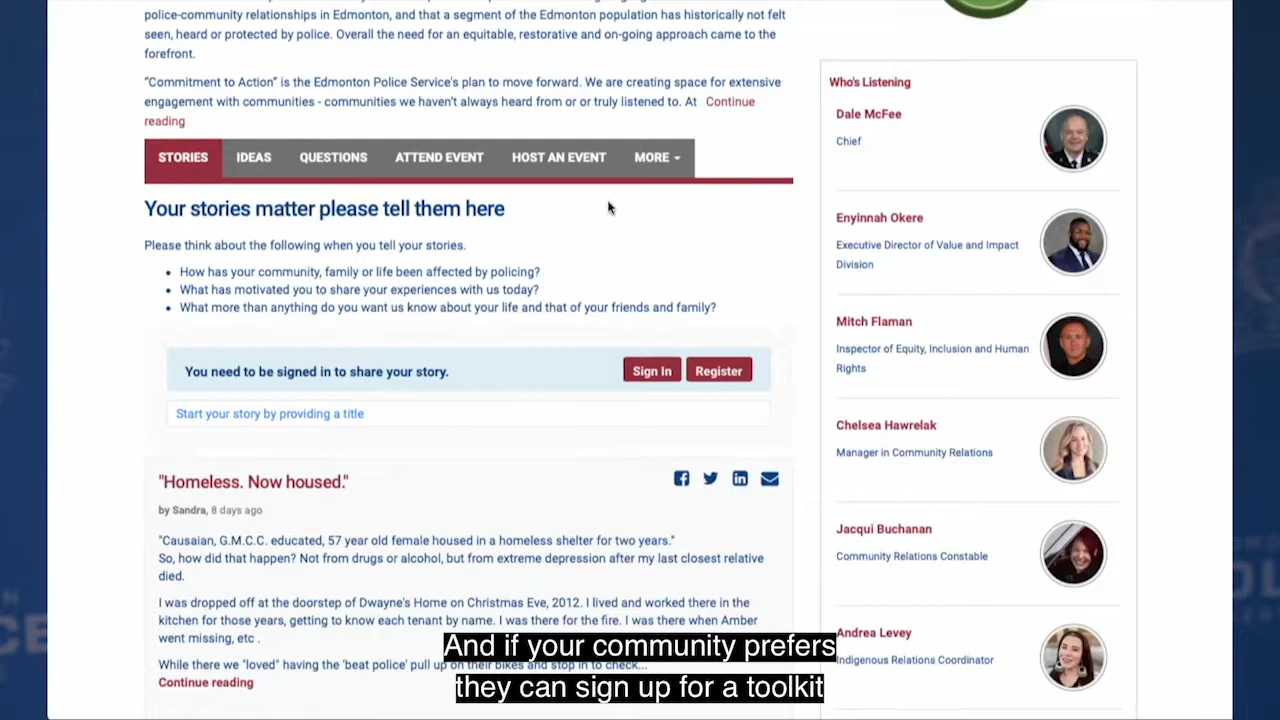 police-community relationships in Edmonton, and that a segment of the Edmonton population has historically not felt
seen, heard or protected by police. Overall the need for an equitable, restorative and on-going approach came to the
forefront.
“Commitment to Action” is the Edmonton Police Service's plan to move forward. We are creating space for extensive
engagement with communities - communities we haven’t always heard from or or truly listened to. At Continue
reading
STORIES IDEAS QUESTIONS ATTEND EVENT HOST AN EVENT MORE
Your stories matter please tell them here
Please think about the following when you tell your stories.
• How has your community, family or life been affected by policing?
• What has motivated you to share your experiences with us today?
• What more than anything do you want us know about your life and that of your friends and family?
You need to be signed in to share your story. Sign In Register
Start your story by providing a title
"Homeless. Now housed."
by Sandra, 8 days ago
"Causaian, G.M.C.C. educated, 57 year old female housed in a homeless shelter for two years."
So, how did that happen? Not from drugs or alcohol, but from extreme depression after my last closest relative
died.
I was dropped off at the doorstep of Dwayne's Home on Christmas Eve, 2012. I lived and worked there in the
kitchen for those years, getting to know each tenant by name. I was there for the fire. I was there when Amber
went missing, etc .
While there we "loved" having the 'beat police' pull up on their bikes and stop in to check...
Continue reading
Who's Listening
Dale McFee
Chief
Enyinnah Okere
Executive Director of Value and Impact
Division
Mitch Flaman
Inspector of Equity, Inclusion and Human
Rights
Chelsea Hawrelak
Manager in Community Relations
Jacqui Buchanan
Community Relations Constable
Andrea Levey
Indigenous Relations Coordinator
And if your community prefers
they can sign up for a toolkit